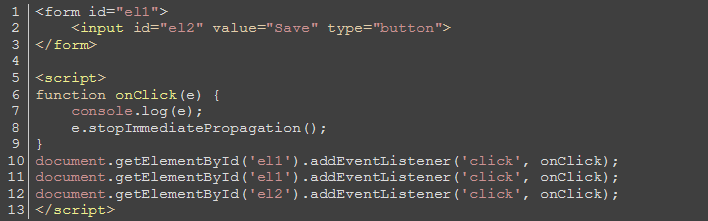 1 <form id="el1">
2     <input id="el2" value="Save" type="button">
3 </form>
4
5 <script>
6 function onClick(e) {
7     console.log(e);
8     e.stopImmediatePropagation();
9 }
10 document.getElementById('el1').addEventListener('click', onClick);
11 document.getElementById('el1').addEventListener('click', onClick);
12 document.getElementById('el2').addEventListener('click', onClick);
13 </script>